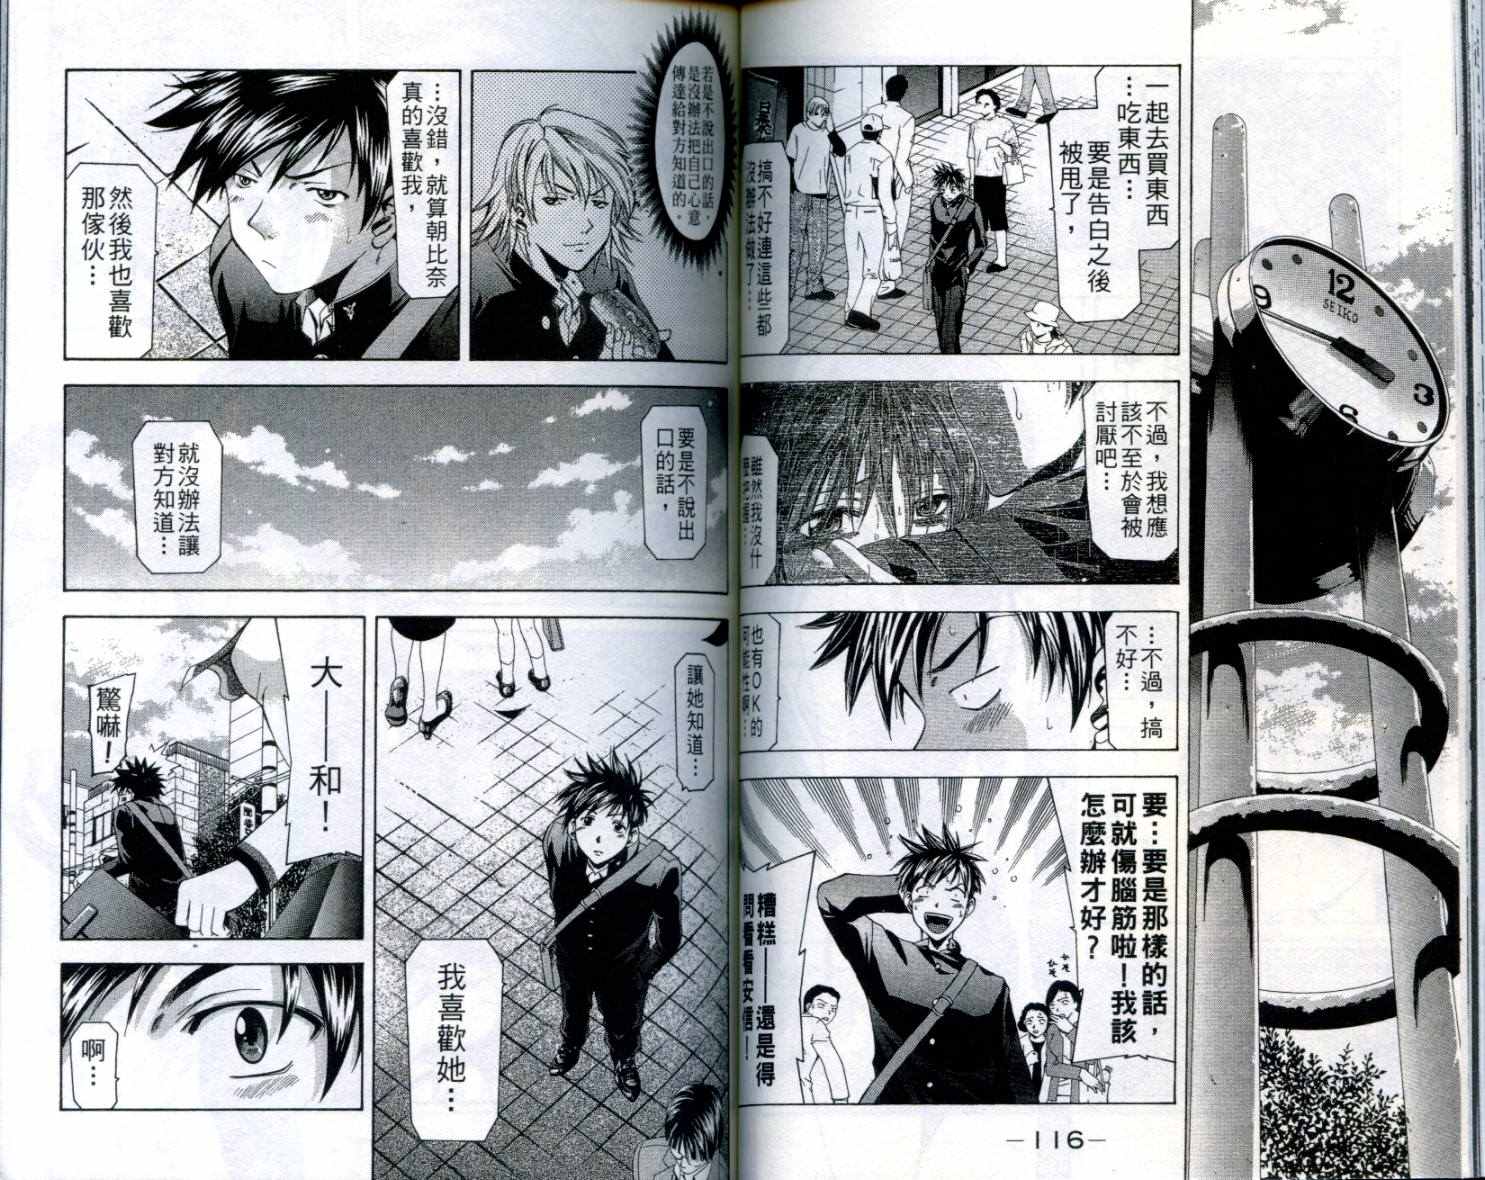 12
SEIKO
9
3
6
一起去買東西
…吃東西…
要是告白之後
被甩了，
搞不好連這些都
沒辦法做了…
不過，我想應
該不至於會被
討厭吧…
雖然我沒什
…不過，搞
不好…
也有OK的
可能性啊…
要…要是那樣的話，
可就傷腦筋啦！我該
怎麼辦才好？
糟糕——還是得
問看看安信！
ひそ
ひそ
—116—
若是不說出口的話，
是沒辦法把自己心意
傳達給對方知道的。
…沒錯，就算朝比奈
真的喜歡我，
然後我也喜歡
那傢伙…
要是不說出
口的話，
就沒辦法讓
對方知道…
讓她知道…
我喜歡她…
大——和！
驚嚇！
啊…